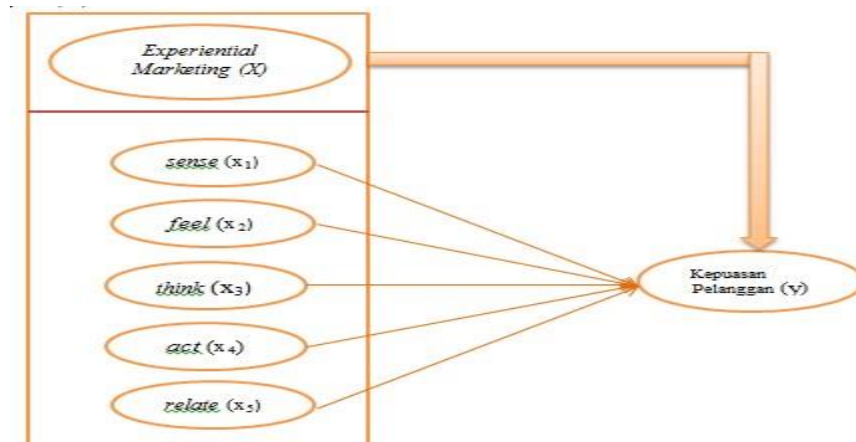 Experiential
Marketing (X)
sense (x₁)
feel (x₂)
think (x₃)
act (x₄)
relate (x₅)
Kepuasan
Pelanggan (y)